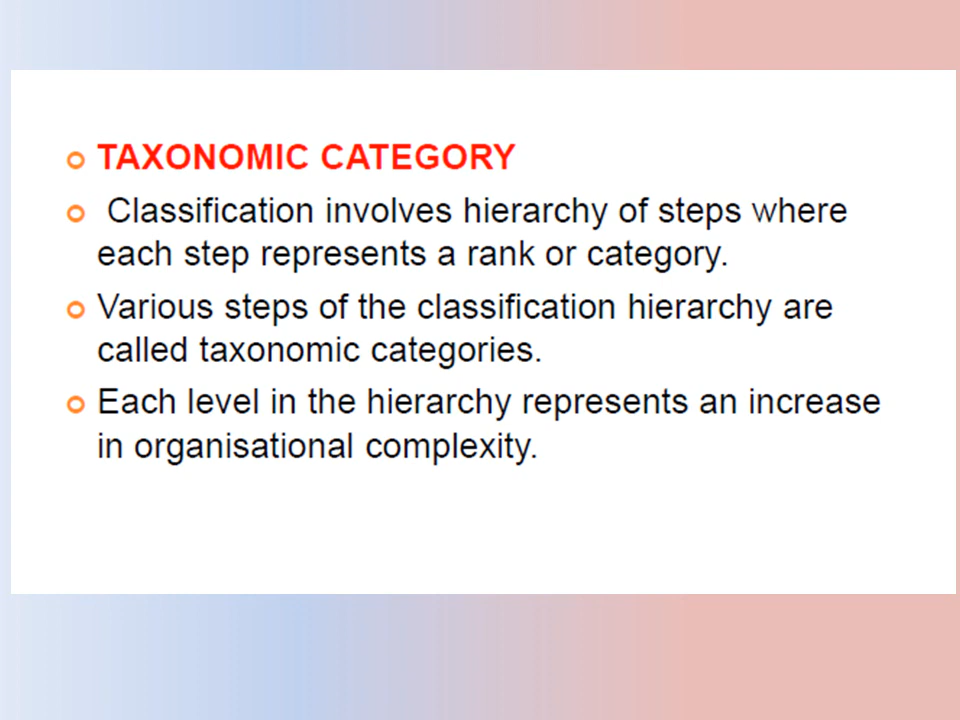 TAXONOMIC CATEGORY
Classification involves hierarchy of steps where
each step represents a rank or category.
Various steps of the classification hierarchy are
called taxonomic categories.
Each level in the hierarchy represents an increase
in organisational complexity.